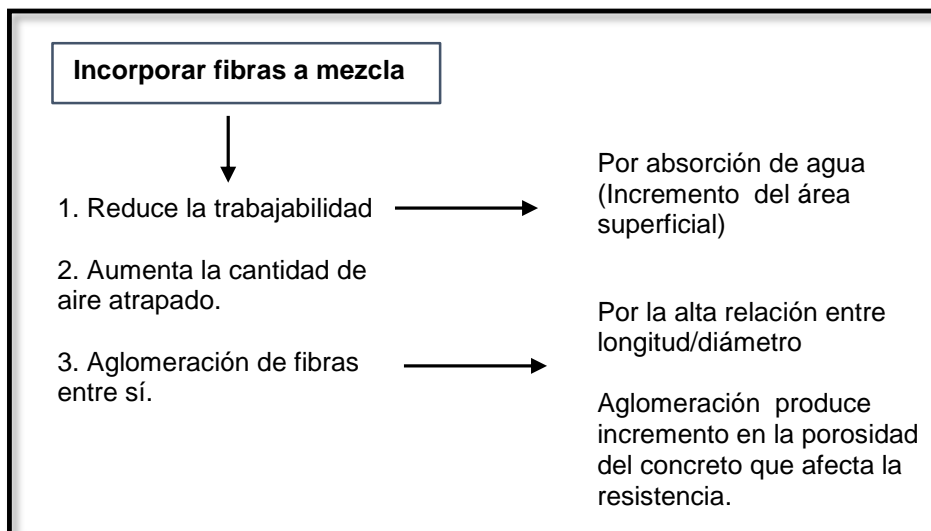 Incorporar fibras a mezcla
1. Reduce la trabajabilidad
2. Aumenta la cantidad de
aire atrapado.
3. Aglomeración de fibras
entre sí.
Por absorción de agua
(Incremento del área
superficial)
Por la alta relación entre
longitud/diámetro
Aglomeración produce
incremento en la porosidad
del concreto que afecta la
resistencia.